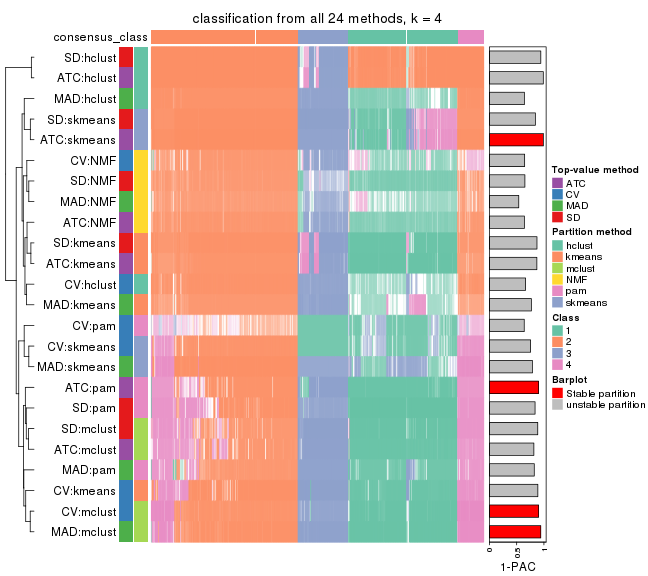 classification from all 24 methods, k = 4
consensus_class
SD:hclust
ATC:hclust
MAD:hclust
SD:skmeans
ATC:skmeans
CV:NMF
SD:NMF
MAD:NMF
ATC:NMF
SD:kmeans
ATC:kmeans
CV:hclust
MAD:kmeans
CV:pam
CV:skmeans
MAD:skmeans
ATC:pam
SD:pam
SD:mclust
ATC:mclust
MAD:pam
CV:kmeans
CV:mclust
MAD:mclust
0
0.5
1
1-PAC
Top-value method
ATC
CV
MAD
SD
Partition method
hclust
kmeans
mclust
NMF
pam
skmeans
Class
1
2
3
4
Barplot
Stable partition
unstable partition